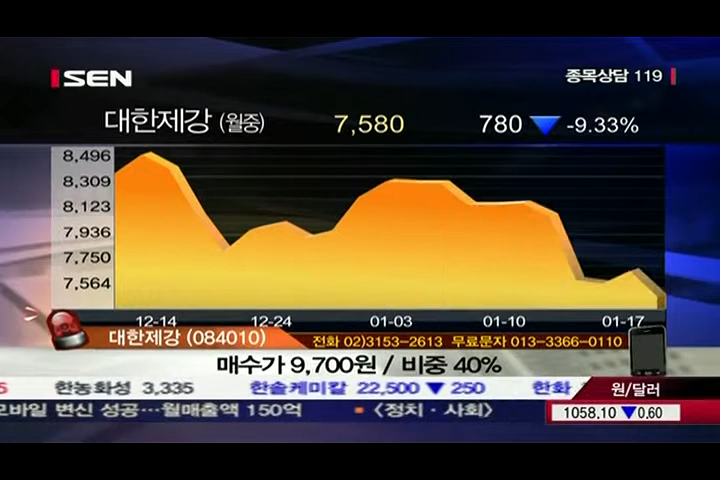 SEN
종목상담 119
대한제강 (월중) 7,580 780 ▼ -9.33%
8,496
8,309
8,123
7,936
7,750
7,564
12-14 12-24 01-03 01-10 01-17
대한제강 (084010) 전화 02)3153-2613 무료문자 013-3366-0110
매수가 9,700원 / 비중 40%
5 한농화성 3,335 한솔케미칼 22,500 ▼ 250 한화
원/달러
모바일 변신 성공…월매출액 150억 ■ <정치 · 사회>
1058.10 ▼0.60